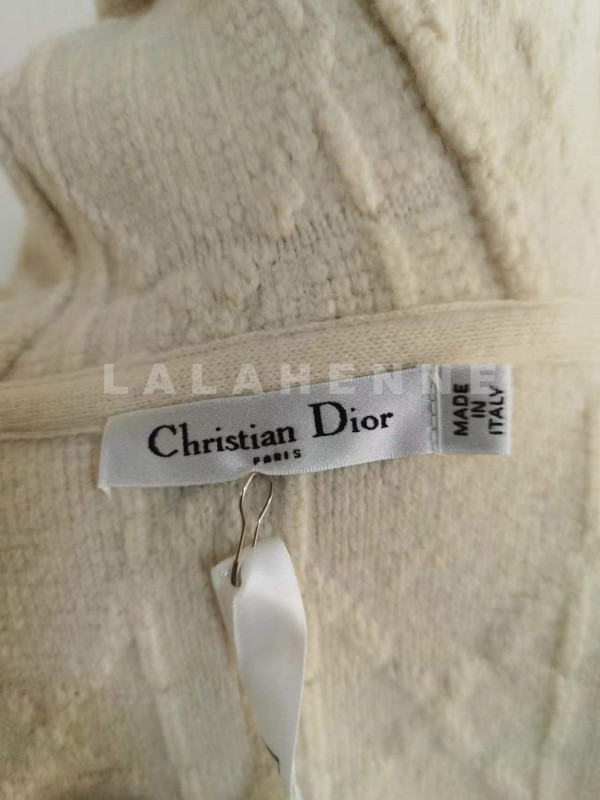 LALAHENNE
Christian Dior
PARIS
MADE
IN
ITALY